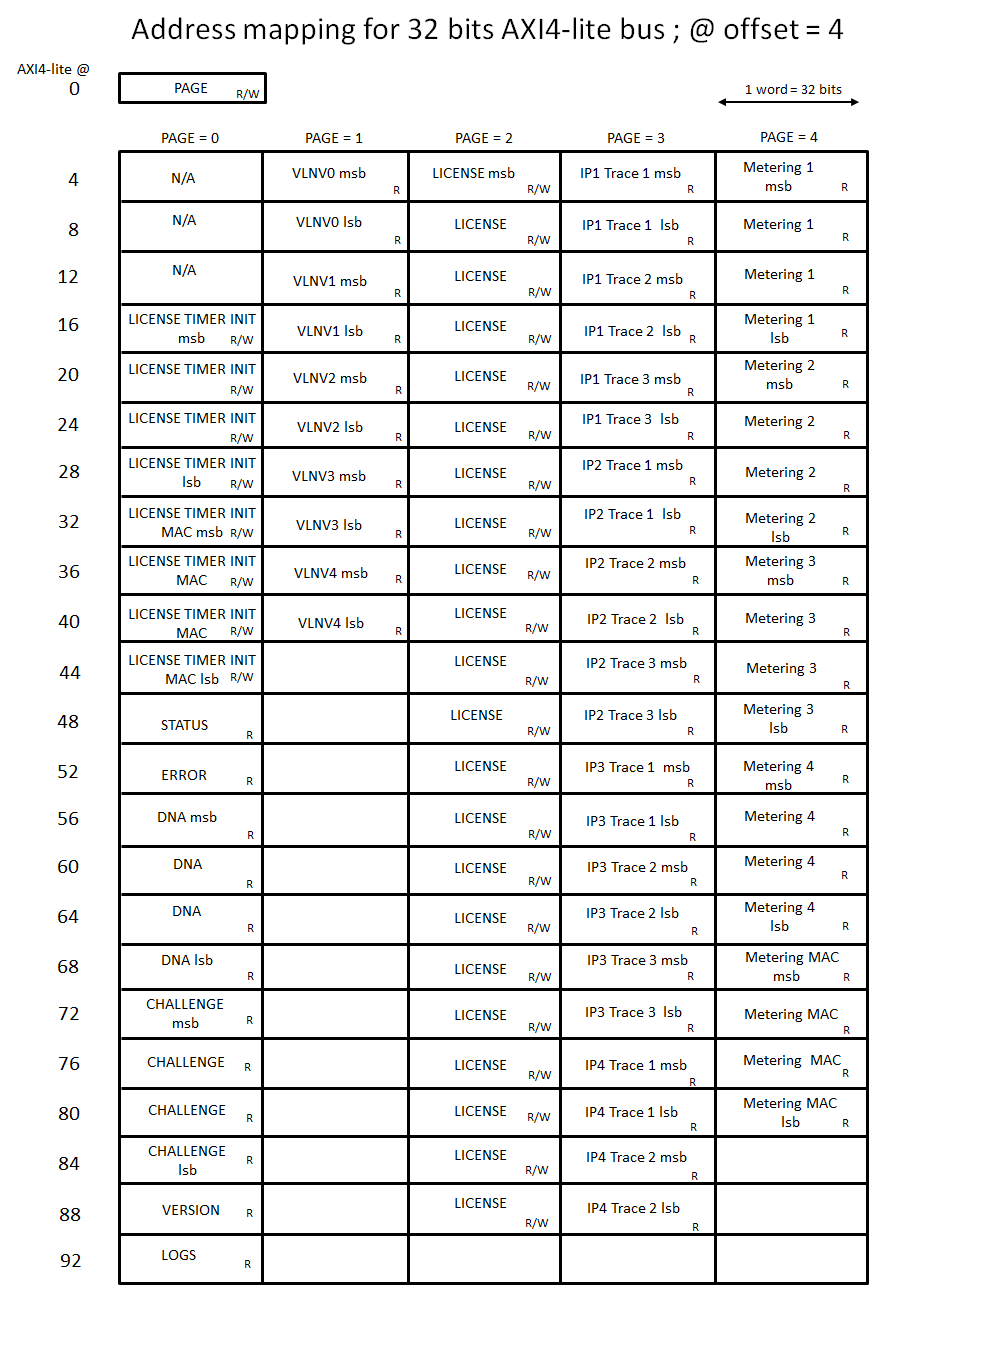 Address mapping for 32 bits AXI4-lite bus ; @ offset = 4
AXI4-lite @
0 PAGE R/W
1 word = 32 bits
PAGE = 0 PAGE = 1 PAGE = 2 PAGE = 3 PAGE = 4
4 N/A VLNV0 msb R LICENSE msb R/W IP1 Trace 1 msb R Metering 1 msb R
8 N/A VLNV0 lsb R LICENSE R/W IP1 Trace 1 lsb R Metering 1 R
12 N/A VLNV1 msb R LICENSE R/W IP1 Trace 2 msb R Metering 1 R
16 LICENSE TIMER INIT msb R/W VLNV1 lsb R LICENSE R/W IP1 Trace 2 lsb R Metering 1 lsb R
20 LICENSE TIMER INIT R/W VLNV2 msb R LICENSE R/W IP1 Trace 3 msb R Metering 2 msb R
24 LICENSE TIMER INIT R/W VLNV2 lsb R LICENSE R/W IP1 Trace 3 lsb R Metering 2 R
28 LICENSE TIMER INIT lsb R/W VLNV3 msb R LICENSE R/W IP2 Trace 1 msb R Metering 2 R
32 LICENSE TIMER INIT MAC msb R/W VLNV3 lsb R LICENSE R/W IP2 Trace 1 lsb R Metering 2 lsb R
36 LICENSE TIMER INIT MAC R/W VLNV4 msb R LICENSE R/W IP2 Trace 2 msb R Metering 3 msb R
40 LICENSE TIMER INIT MAC R/W VLNV4 lsb R LICENSE R/W IP2 Trace 2 lsb R Metering 3 R
44 LICENSE TIMER INIT MAC lsb R/W LICENSE R/W IP2 Trace 3 msb R Metering 3 R
48 STATUS R LICENSE R/W IP2 Trace 3 lsb R Metering 3 lsb R
52 ERROR R LICENSE R/W IP3 Trace 1 msb R Metering 4 msb R
56 DNA msb R LICENSE R/W IP3 Trace 1 lsb R Metering 4 R
60 DNA R LICENSE R/W IP3 Trace 2 msb R Metering 4 R
64 DNA R LICENSE R/W IP3 Trace 2 lsb R Metering 4 lsb R
68 DNA lsb R LICENSE R/W IP3 Trace 3 msb R Metering MAC msb R
72 CHALLENGE msb R LICENSE R/W IP3 Trace 3 lsb R Metering MAC R
76 CHALLENGE R LICENSE R/W IP4 Trace 1 msb R Metering MAC R
80 CHALLENGE R LICENSE R/W IP4 Trace 1 lsb R Metering MAC lsb R
84 CHALLENGE lsb R LICENSE R/W IP4 Trace 2 msb R
88 VERSION R LICENSE R/W IP4 Trace 2 lsb R
92 LOGS R